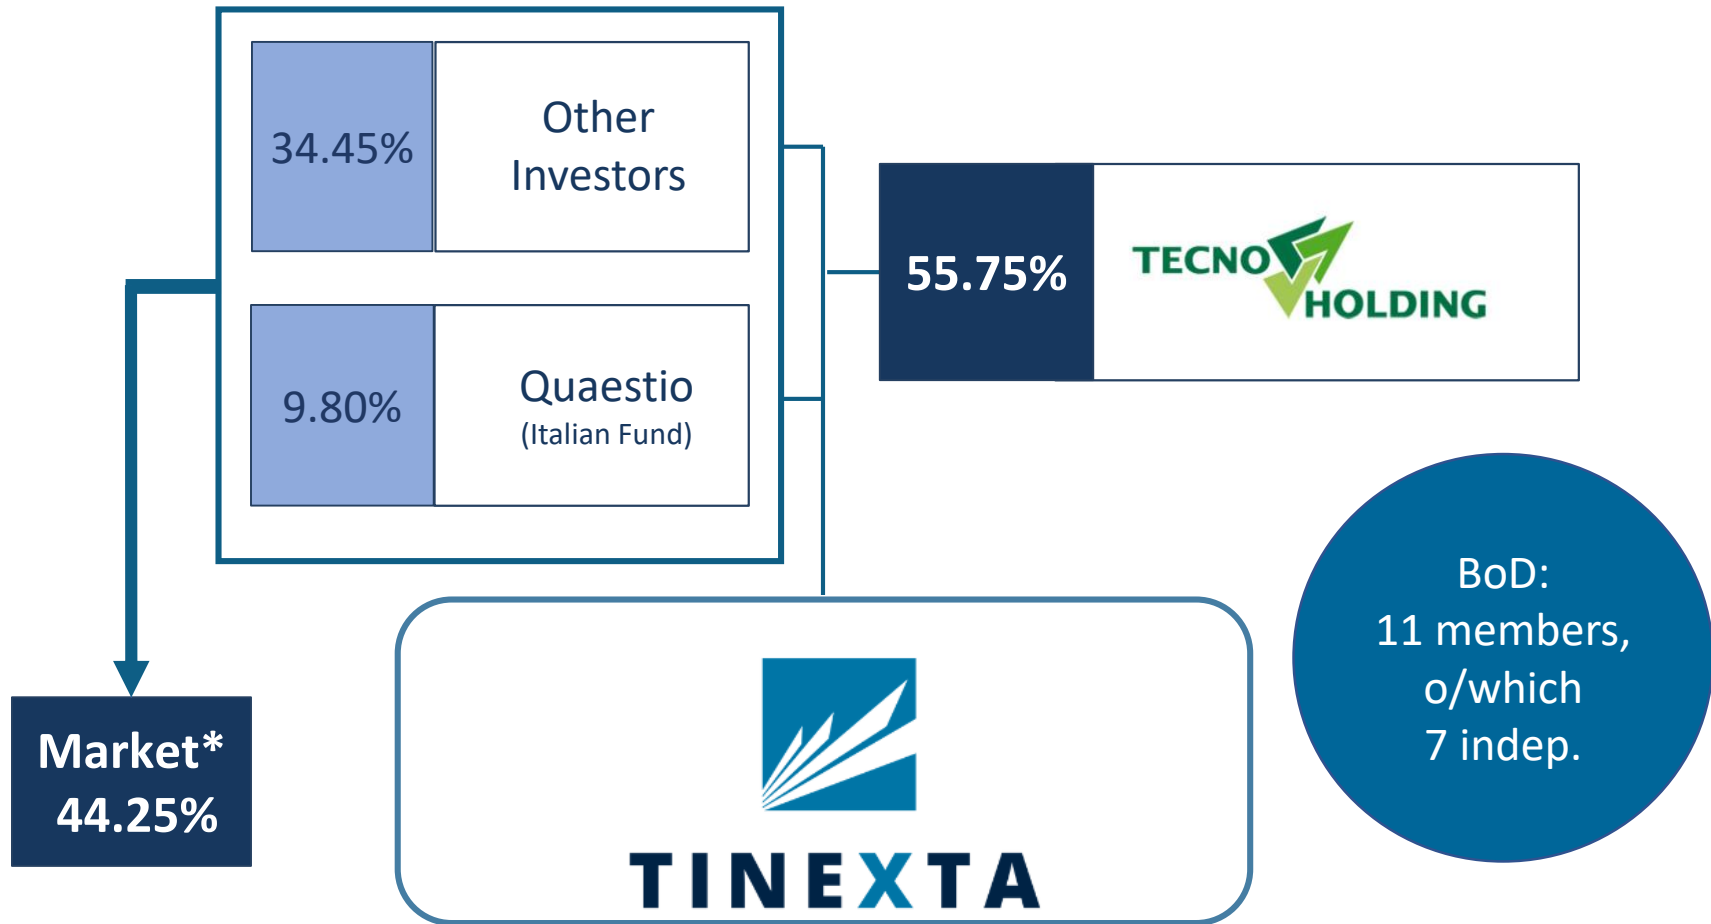 34.45%
Other
Investors
9.80%
Quaestio
(Italian Fund)
55.75%
TECNO
HOLDING
Market*
44.25%
TINEXTA
BoD:
11 members,
o/which
7 indep.